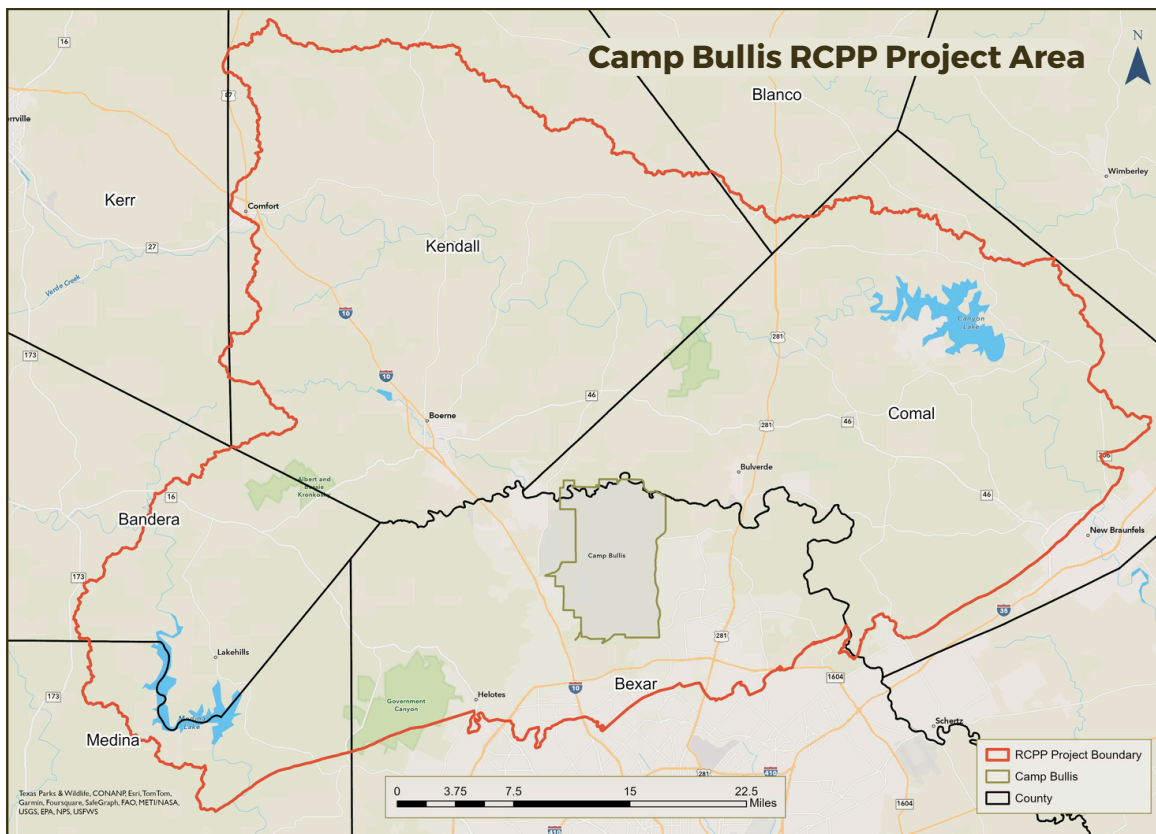 Camp Bullis RCPP Project Area
N
16
87
Blanco
Wimberley
Kerr
Comfort
27
Kendall
Verde Creek
10
173
281
Canyon
Lake
10
46
Boerne
Comal
281
46
Bulverde
Albert and
Bessie
Kronkosky
16
46
Bandera
New Braunfels
Camp Bullis
173
35
281
Lakehills
1604
Bexar
10
173
Helotes
Government
Canyon
Medina
Lake
Schertz
Medina
RCPP Project Boundary
Camp Bullis
County
281
410
Texas Parks & Wildlife, CONANP, Esri, TomTom,
Garmin, Foursquare, SafeGraph, FAO, METI/NASA,
USGS, EPA, NPS, USFWS
0 3.75 7.5 15 22.5
Miles
1604
410